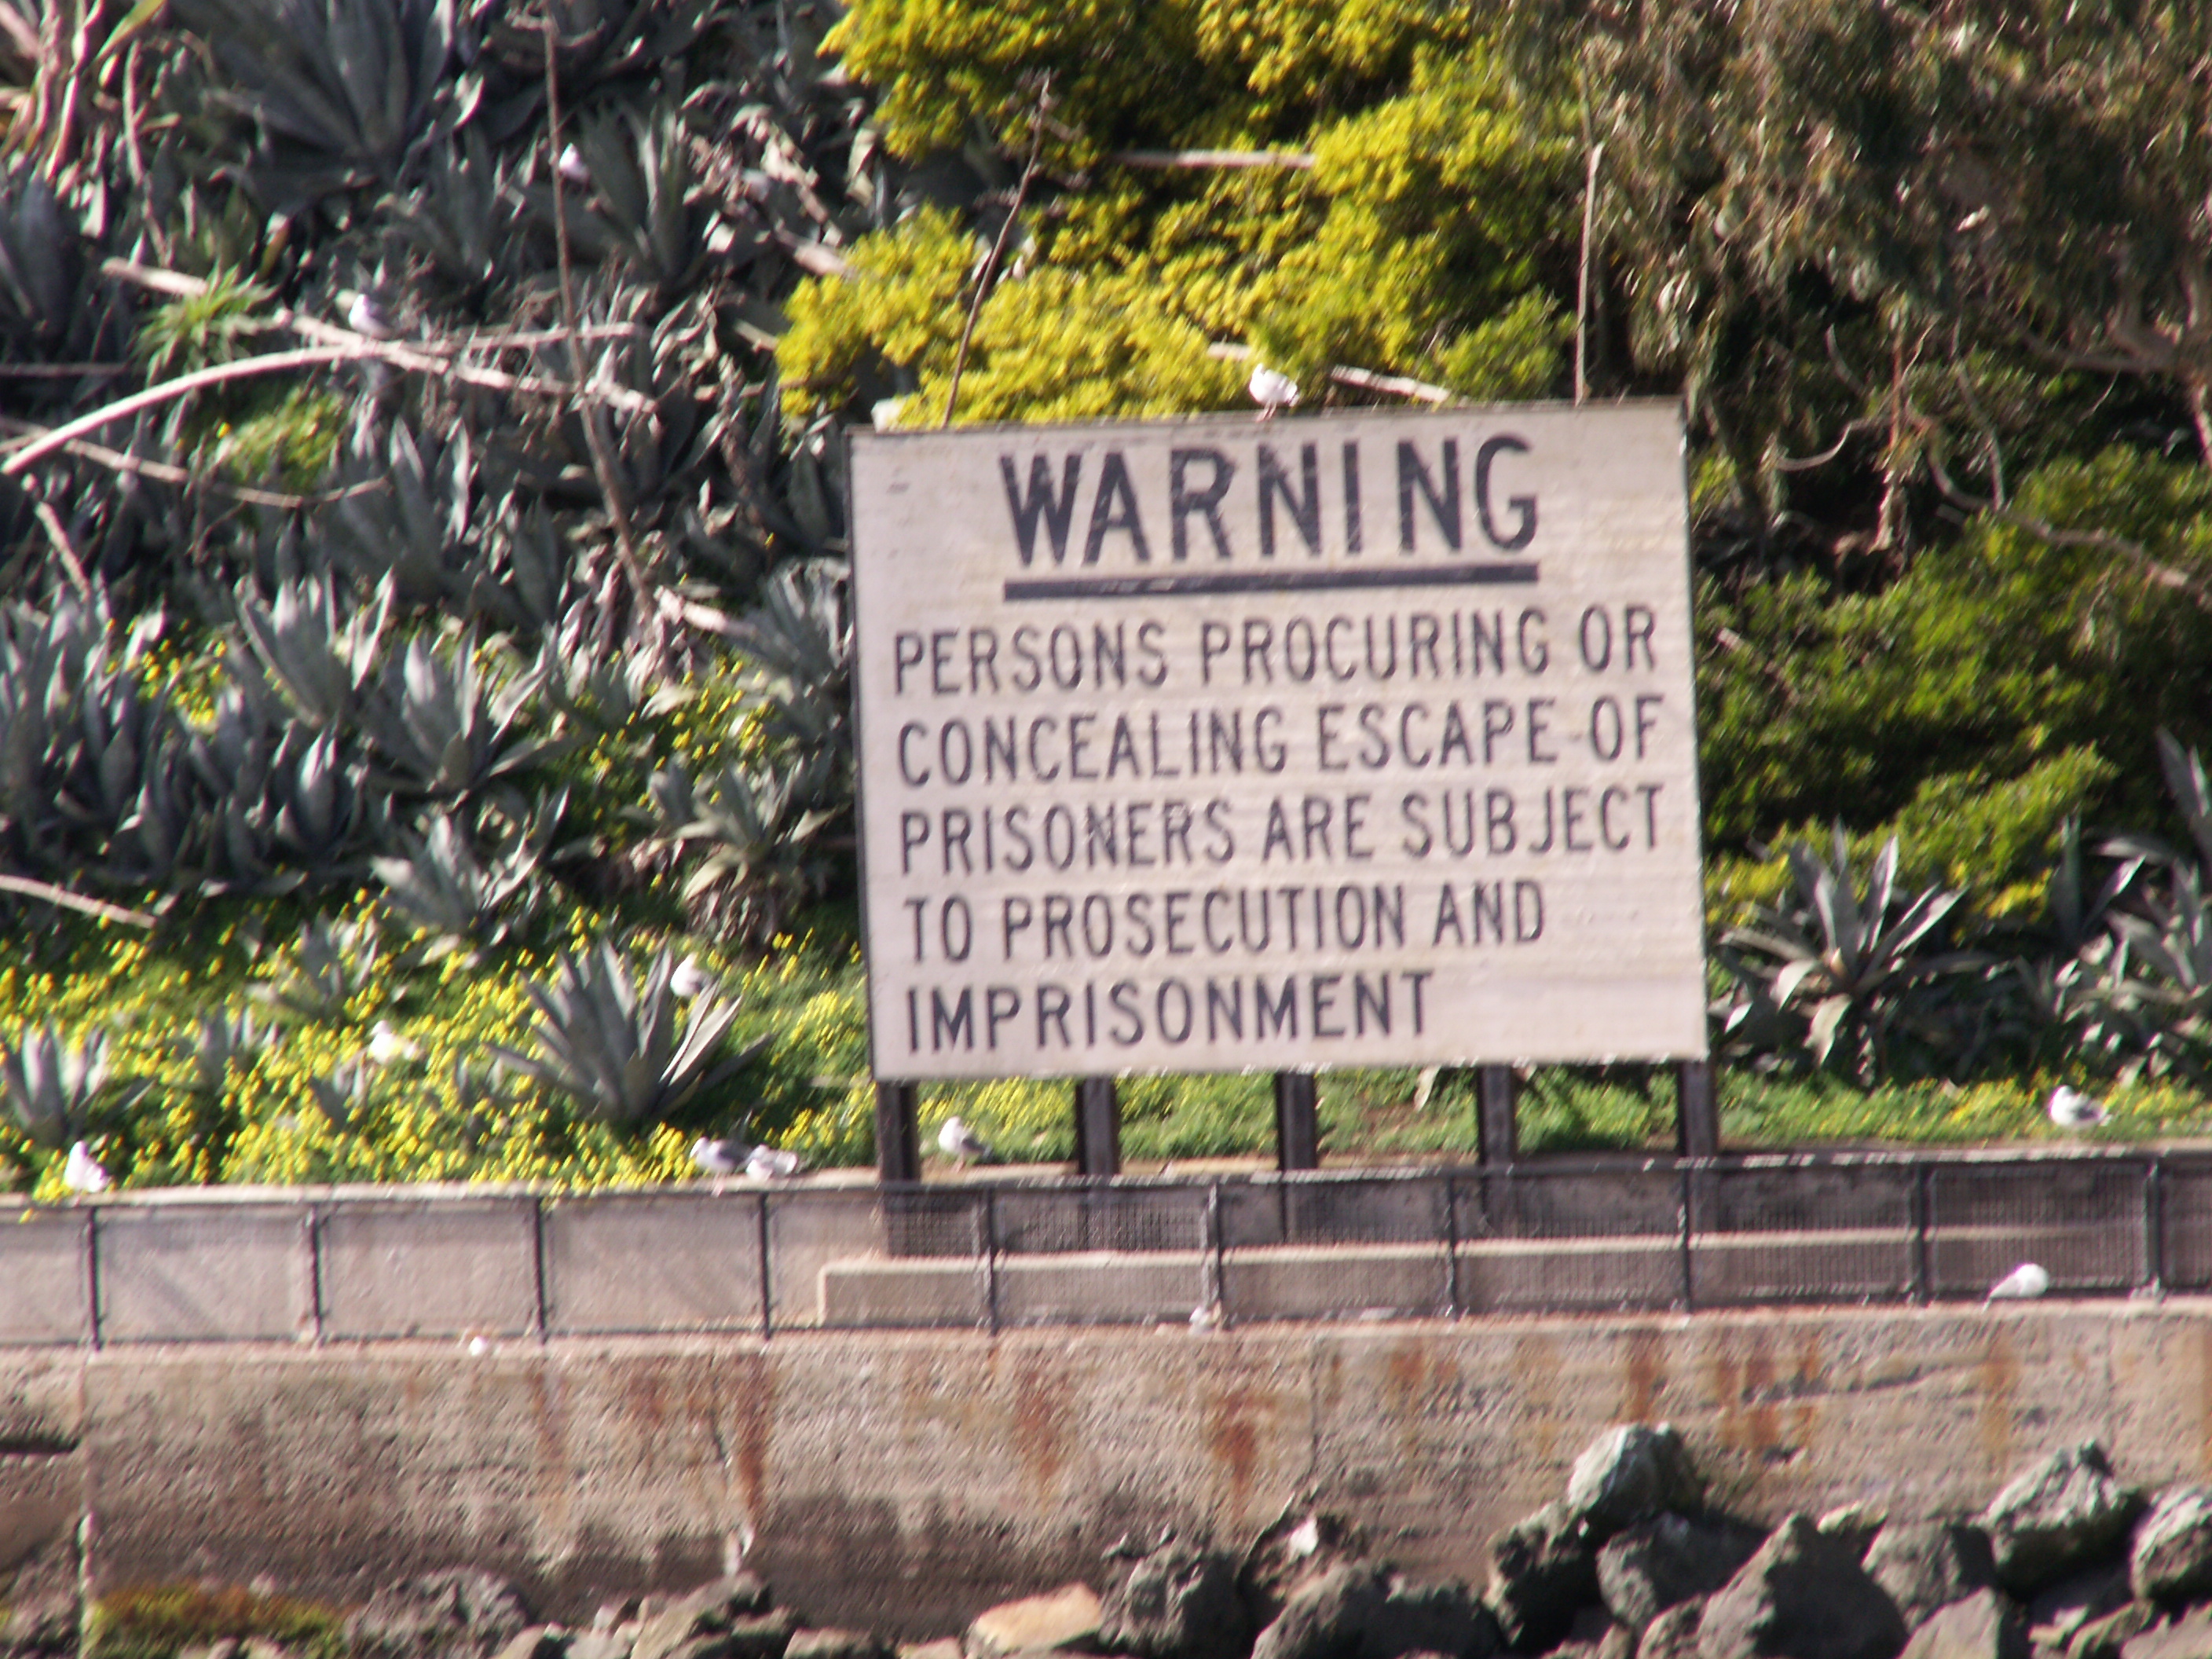 WARNING
PERSONS PROCURING OR
CONCEALING ESCAPE OF
PRISONERS ARE SUBJECT
TO PROSECUTION AND
IMPRISONMENT